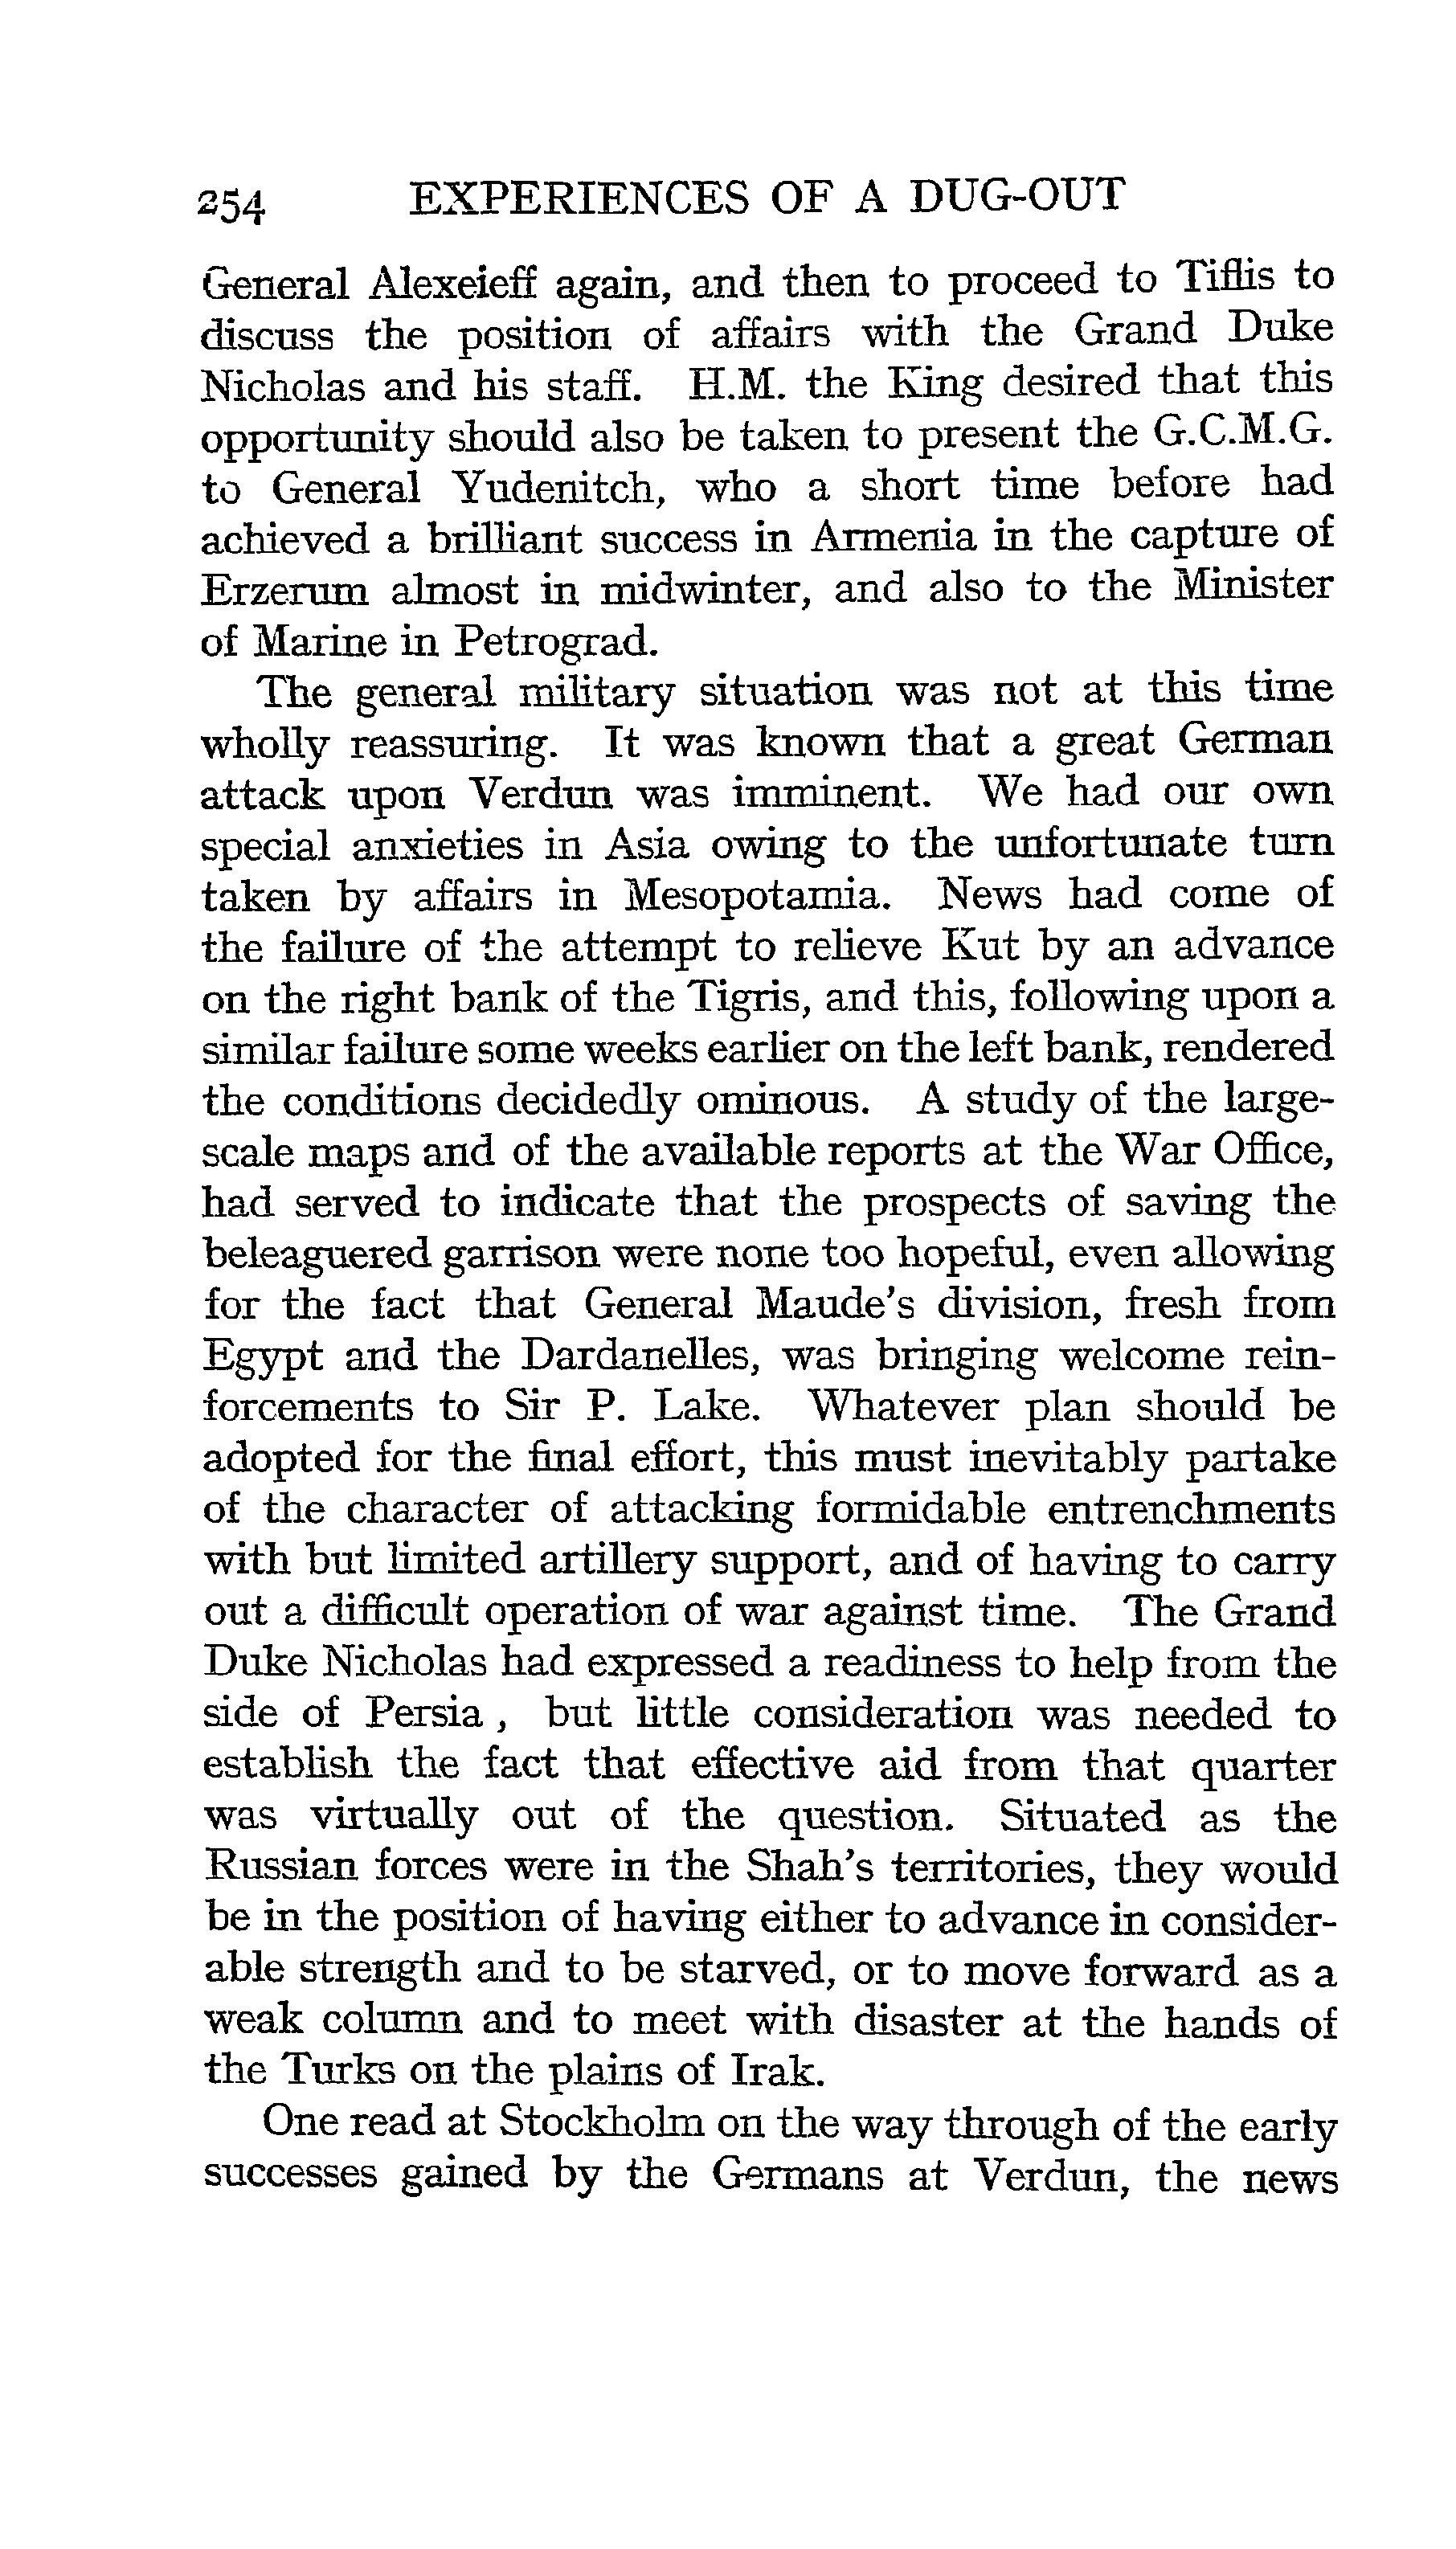 254 EXPERIENCES OF A DUG-OUT
General Alexeieff again, and then to proceed to Tiflis to
discuss the position of affairs with the Grand Duke
Nicholas and his staff. H.M. the King desired that this
opportunity should also be taken to present the G.C.M.G.
to General Yudenitch, who a short time before had
achieved a brilliant success in Armenia in the capture of
Erzerum almost in midwinter, and also to the Minister
of Marine in Petrograd.
The general military situation was not at this time
wholly reassuring. It was known that a great German
attack upon Verdun was imminent. We had our own
special anxieties in Asia owing to the unfortunate turn
taken by affairs in Mesopotamia. News had come of
the failure of the attempt to relieve Kut by an advance
on the right bank of the Tigris, and this, following upon a
similar failure some weeks earlier on the left bank, rendered
the conditions decidedly ominous. A study of the large-
scale maps and of the available reports at the War Office,
had served to indicate that the prospects of saving the
beleaguered garrison were none too hopeful, even allowing
for the fact that General Maude's division, fresh from
Egypt and the Dardanelles, was bringing welcome rein-
forcements to Sir P. Lake. Whatever plan should be
adopted for the final effort, this must inevitably partake
of the character of attacking formidable entrenchments
with but limited artillery support, and of having to carry
out a difficult operation of war against time. The Grand
Duke Nicholas had expressed a readiness to help from the
side of Persia , but little consideration was needed to
establish the fact that effective aid from that quarter
was virtually out of the question. Situated as the
Russian forces were in the Shah's territories, they would
be in the position of having either to advance in consider-
able strength and to be starved, or to move forward as a
weak column and to meet with disaster at the hands of
the Turks on the plains of Irak.
One read at Stockholm on the way through of the early
successes gained by the Germans at Verdun, the news